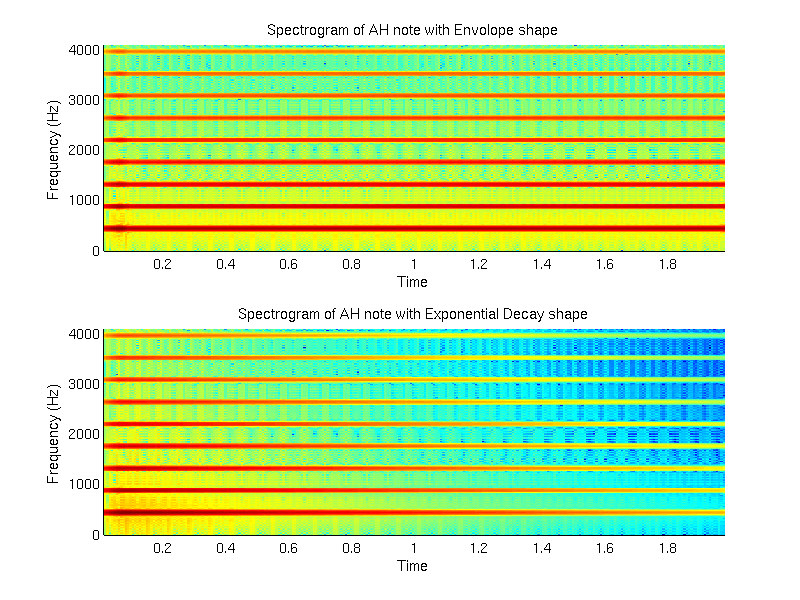 Spectrogram of AH note with Envolope shape
4000
3000
2000
1000
0
Frequency (Hz)
0.2 0.4 0.6 0.8 1 1.2 1.4 1.6 1.8
Time
Spectrogram of AH note with Exponential Decay shape
4000
3000
2000
1000
0
Frequency (Hz)
0.2 0.4 0.6 0.8 1 1.2 1.4 1.6 1.8
Time